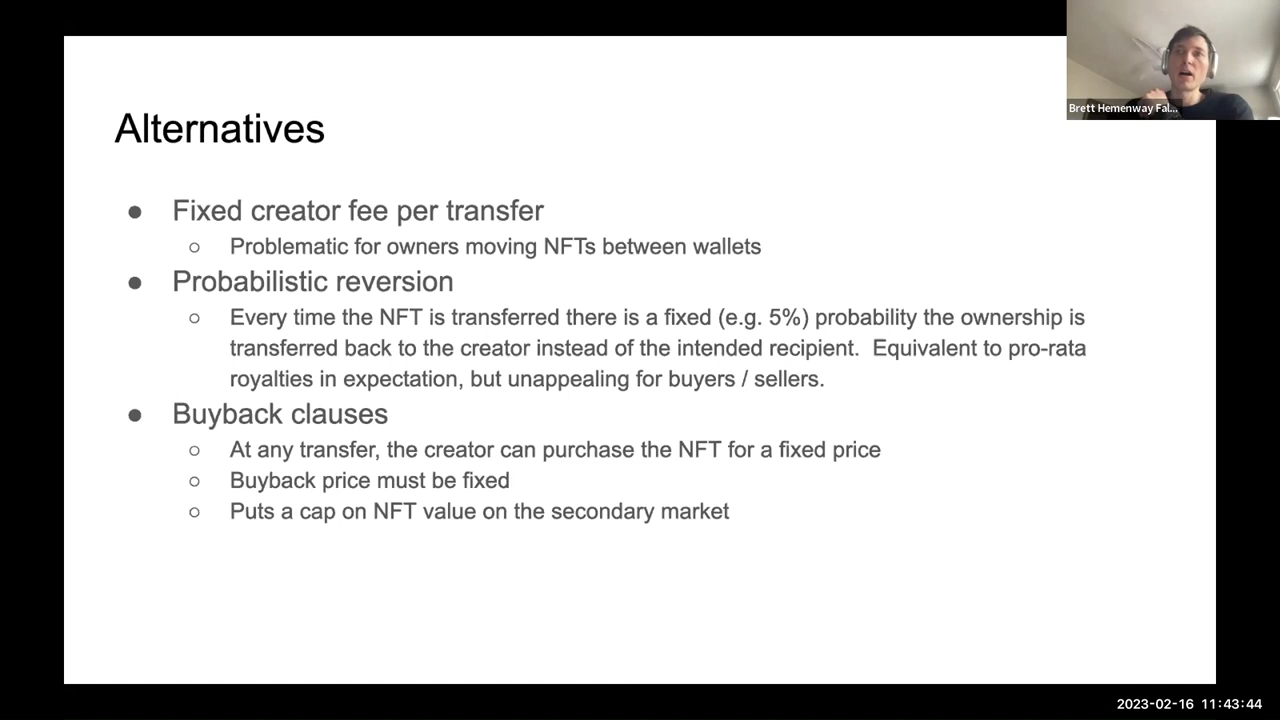 Brett Hemenway Fal...
Alternatives
● Fixed creator fee per transfer
○ Problematic for owners moving NFTs between wallets
● Probabilistic reversion
○ Every time the NFT is transferred there is a fixed (e.g. 5%) probability the ownership is
transferred back to the creator instead of the intended recipient.  Equivalent to pro-rata
royalties in expectation, but unappealing for buyers / sellers.
● Buyback clauses
○ At any transfer, the creator can purchase the NFT for a fixed price
○ Buyback price must be fixed
○ Puts a cap on NFT value on the secondary market
2023-02-16 11:43:44